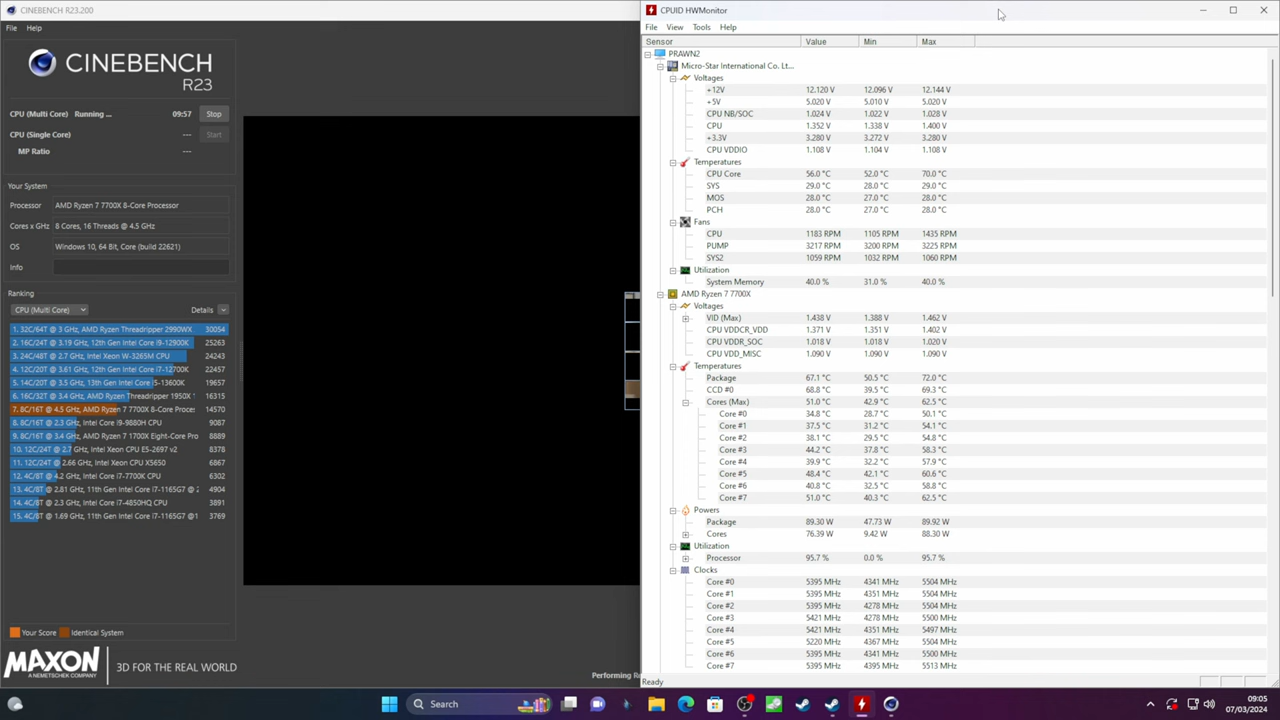 CINEBENCH R23.200
File Help
CINEBENCH
R23
CPU (Multi Core) Running ... 09:57 Stop
CPU (Single Core) --- Start
MP Ratio ---
Your System
Processor AMD Ryzen 7 7700X 8-Core Processor
Cores x GHz 8 Cores, 16 Threads @ 4.5 GHz
OS Windows 10, 64 Bit, Core (build 22621)
Info
Ranking
U (Multi Core) Details
1. 32C/64T @ 3 GHz, AMD Ryzen Threadripper 2990WX 30054
2. 16C/24T @ 3.19 GHz, 12th Gen Intel Core i9-12900K 25263
3. 24C/48T @ 2.7 GHz, Intel Xeon W-3265M CPU 24243
4. 12C/20T @ 3.61 GHz, 12th Gen Intel Core i7-12700K 22457
5. 14C/20T @ 3.5 GHz, 13th Gen Intel Core i5-13600K 19657
6. 16C/32T @ 3.4 GHz, AMD Ryzen Threadripper 1950X 16315
7. 8C/16T @ 4.5 GHz, AMD Ryzen 7 7700X 8-Core Proce: 14570
8. 8C/16T @ 2.3 GHz, Intel Core i9-9880H CPU 9087
9. 8C/16T @ 3.4 GHz, AMD Ryzen 7 1700X Eight-Core Pro 8889
10. 12C/24T @ 2.7 GHz, Intel Xeon CPU E5-2697 v2 8378
11. 12C/24T @ 2.66 GHz, Intel Xeon CPU X5650 6867
12. 4C/8T @ 4.2 GHz, Intel Core i7-7700K CPU 6302
13. 4C/8T @ 2.81 GHz, 11th Gen Intel Core i7-1165G7 @ 2 4904
14. 4C/8T @ 2.3 GHz, Intel Core i7-4850HQ CPU 3891
15. 4C/8T @ 1.69 GHz, 11th Gen Intel Core i7-1165G7 @1 3769
Your Score Identical System
MAXON
A NEMETSCHEK COMPANY
3D FOR THE REAL WORLD
Performing Re
CPUID HWMonitor
File View Tools Help
Sensor Value Min Max
PRAWN2
Micro-Star International Co. Lt...
Voltages
+12V 12.120 V 12.096 V 12.144 V
+5V 5.020 V 5.010 V 5.020 V
CPU NB/SOC 1.024 V 1.022 V 1.028 V
CPU 1.352 V 1.338 V 1.400 V
+3.3V 3.280 V 3.272 V 3.280 V
CPU VDDIO 1.108 V 1.104 V 1.108 V
Temperatures
CPU Core 56.0 °C 52.0 °C 70.0 °C
SYS 29.0 °C 28.0 °C 29.0 °C
MOS 28.0 °C 27.0 °C 28.0 °C
PCH 28.0 °C 27.0 °C 28.0 °C
Fans
CPU 1183 RPM 1105 RPM 1435 RPM
PUMP 3217 RPM 3200 RPM 3225 RPM
SYS2 1059 RPM 1032 RPM 1060 RPM
Utilization
System Memory 40.0 % 31.0 % 40.0 %
AMD Ryzen 7 7700X
Voltages
VID (Max) 1.438 V 1.388 V 1.462 V
CPU VDDCR_VDD 1.371 V 1.351 V 1.402 V
CPU VDDR_SOC 1.018 V 1.018 V 1.020 V
CPU VDD_MISC 1.090 V 1.090 V 1.090 V
Temperatures
Package 67.1 °C 50.5 °C 72.0 °C
CCD #0 68.8 °C 39.5 °C 69.3 °C
Cores (Max) 51.0 °C 42.9 °C 62.5 °C
Core #0 34.8 °C 28.7 °C 50.1 °C
Core #1 37.5 °C 31.2 °C 54.1 °C
Core #2 38.1 °C 29.5 °C 54.8 °C
Core #3 44.2 °C 37.8 °C 58.3 °C
Core #4 39.9 °C 32.2 °C 57.9 °C
Core #5 48.4 °C 42.1 °C 60.6 °C
Core #6 40.8 °C 32.5 °C 58.8 °C
Core #7 51.0 °C 40.3 °C 62.5 °C
Powers
Package 89.30 W 47.73 W 89.92 W
Cores 76.39 W 9.42 W 88.30 W
Utilization
Processor 95.7 % 0.0 % 95.7 %
Clocks
Core #0 5395 MHz 4341 MHz 5504 MHz
Core #1 5395 MHz 4351 MHz 5504 MHz
Core #2 5395 MHz 4278 MHz 5504 MHz
Core #3 5421 MHz 4278 MHz 5500 MHz
Core #4 5421 MHz 4351 MHz 5497 MHz
Core #5 5220 MHz 4367 MHz 5504 MHz
Core #6 5395 MHz 4341 MHz 5500 MHz
Core #7 5395 MHz 4395 MHz 5513 MHz
Ready
Search
09:05
07/03/2024